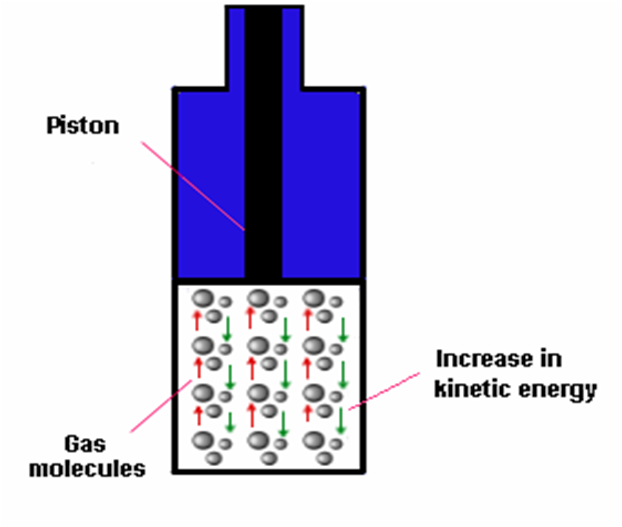 Piston
Increase in
kinetic energy
Gas
molecules